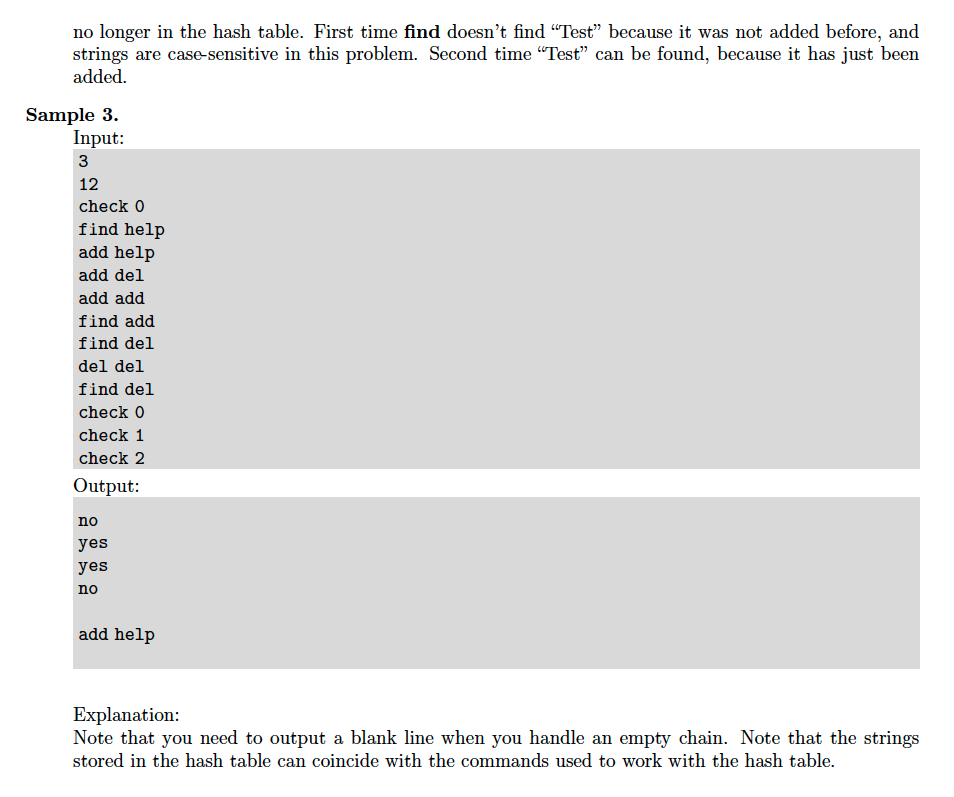 no longer in the hash table. First time find doesn't find “Test” because it was not added before, and
strings are case-sensitive in this problem. Second time “Test” can be found, because it has just been
added.
Sample 3.
Input:
3
12
check 0
find help
add help
add del
add add
find add
find del
del del
find del
check 0
check 1
check 2
Output:
no
yes
yes
no
add help
Explanation:
Note that you need to output a blank line when you handle an empty chain. Note that the strings
stored in the hash table can coincide with the commands used to work with the hash table.